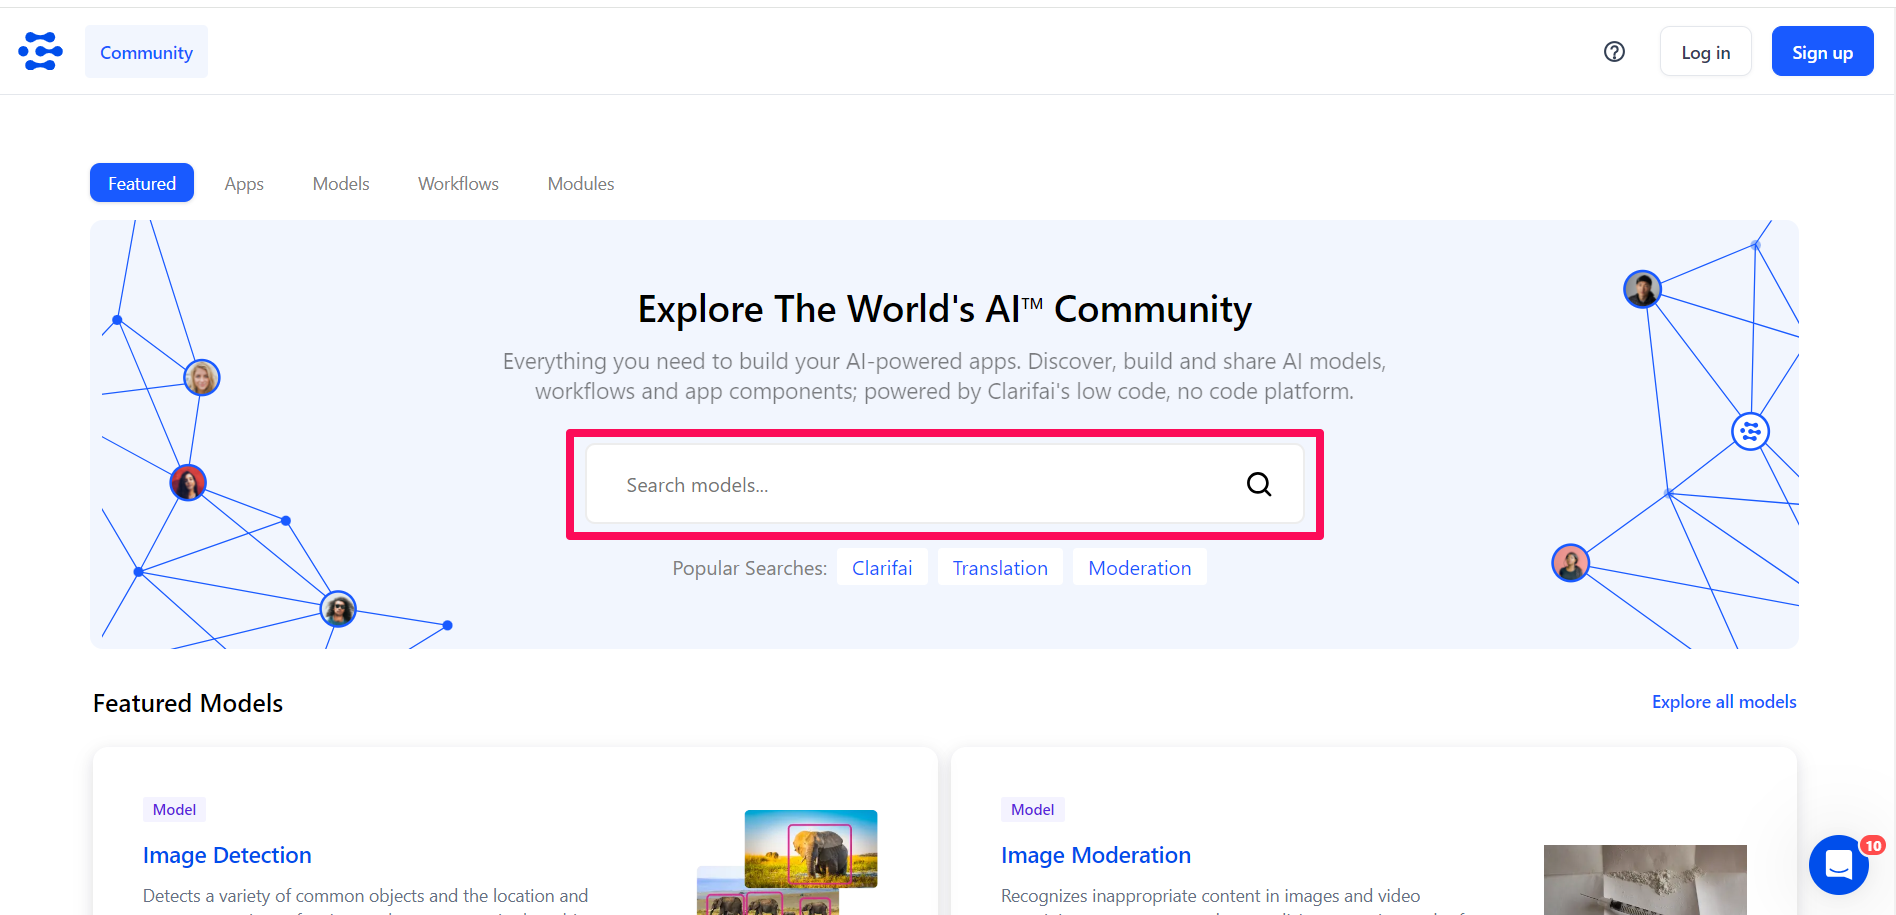 Community
Log in
Sign up
Featured
Apps
Models
Workflows
Modules
Explore The World's AI™ Community
Everything you need to build your AI-powered apps. Discover, build and share AI models,
workflows and app components; powered by Clarifai's low code, no code platform.
Search models...
Popular Searches:
Clarifai
Translation
Moderation
Featured Models
Explore all models
Model
Image Detection
Detects a variety of common objects and the location and
Model
Image Moderation
Recognizes inappropriate content in images and video
10